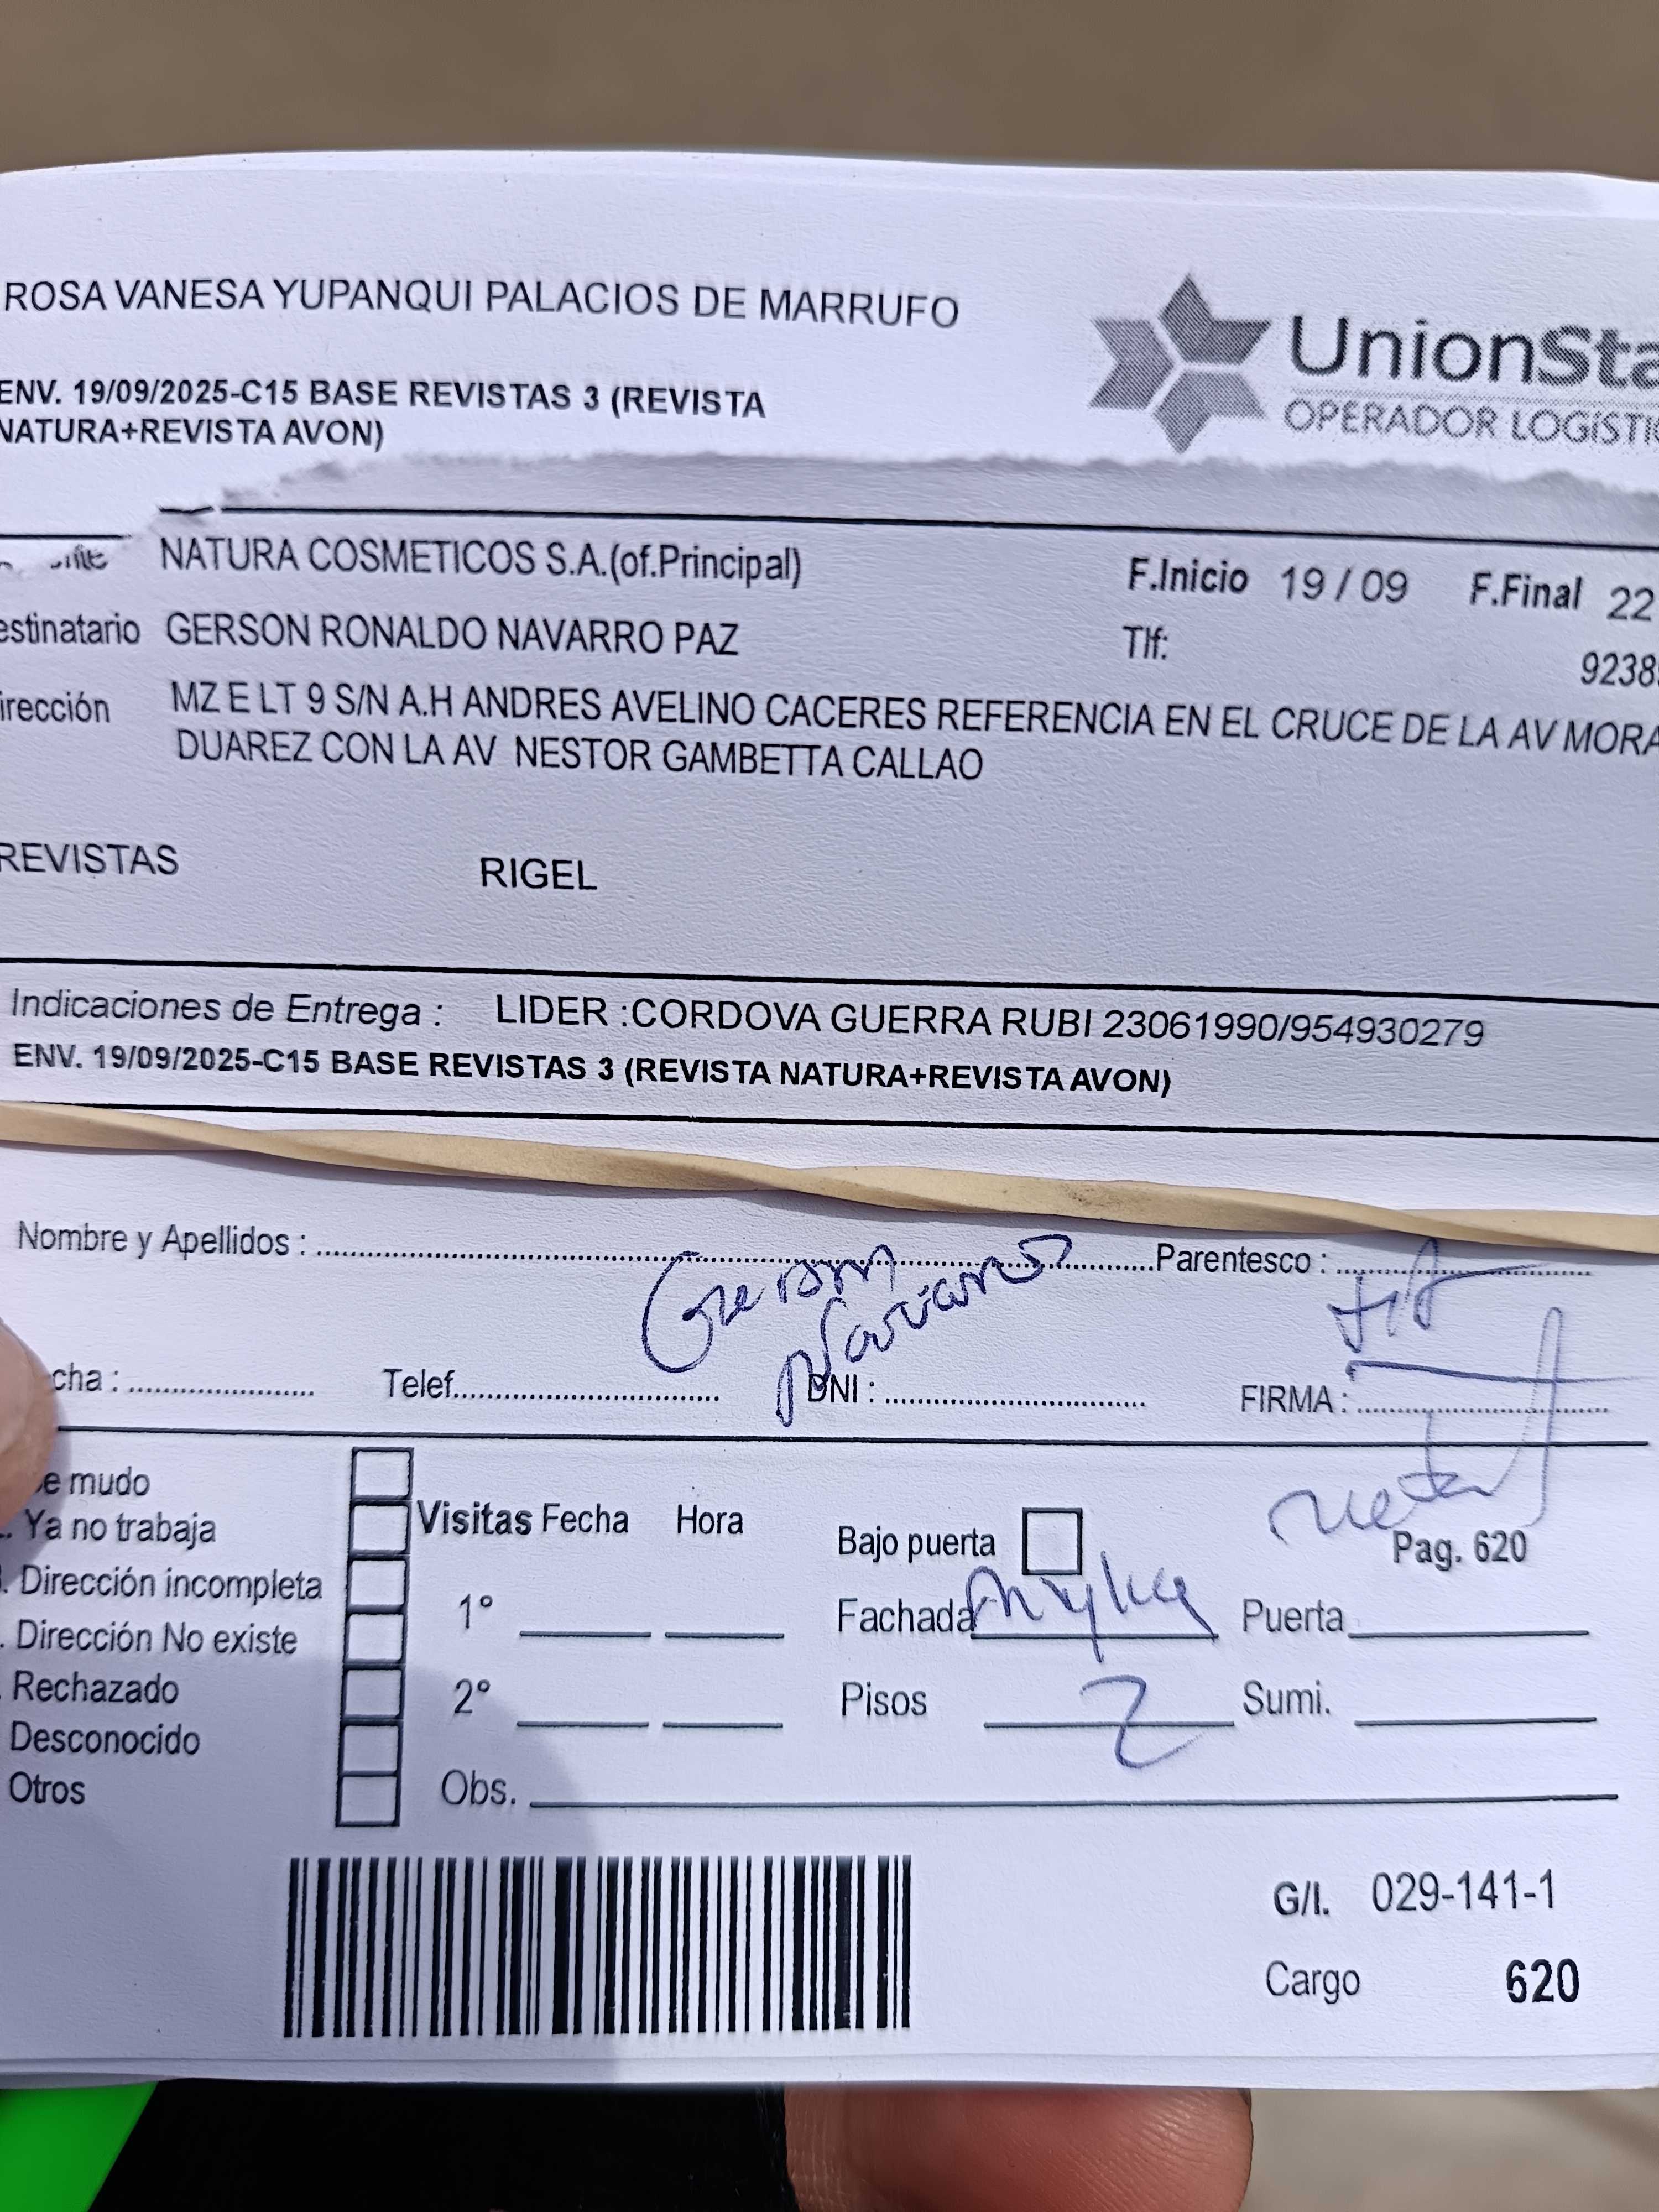 ROSA VANESA YUPANQUI PALACIOS DE MARRUFO
UnionSta
OPERADOR LOGISTIC
ENV. 19/09/2025-C15 BASE REVISTAS 3 (REVISTA
NATURA+REVISTA AVON)
NATURA COSMETICOS S.A.(of.Principal)
F.Inicio 19 / 09 F.Final 22
estinatario GERSON RONALDO NAVARRO PAZ
Tlf:
9238
irección MZ E LT 9 S/N A.H ANDRES AVELINO CACERES REFERENCIA EN EL CRUCE DE LA AV MORA
DUAREZ CON LA AV NESTOR GAMBETTA CALLAO
REVISTAS RIGEL
Indicaciones de Entrega : LIDER :CORDOVA GUERRA RUBI 23061990/954930279
ENV. 19/09/2025-C15 BASE REVISTAS 3 (REVISTA NATURA+REVISTA AVON)
Nombre y Apellidos : Parentesco :
Gerson
Navarro
tit
cha : Telef. DNI : FIRMA :
e mudo
Ya no trabaja
. Dirección incompleta
. Dirección No existe
Rechazado
Desconocido
Otros
Visitas Fecha Hora
1°
2°
Obs.
Bajo puerta
Pag. 620
Fachada Puerta
Pisos 2 Sumi.
G/I. 029-141-1
Cargo 620